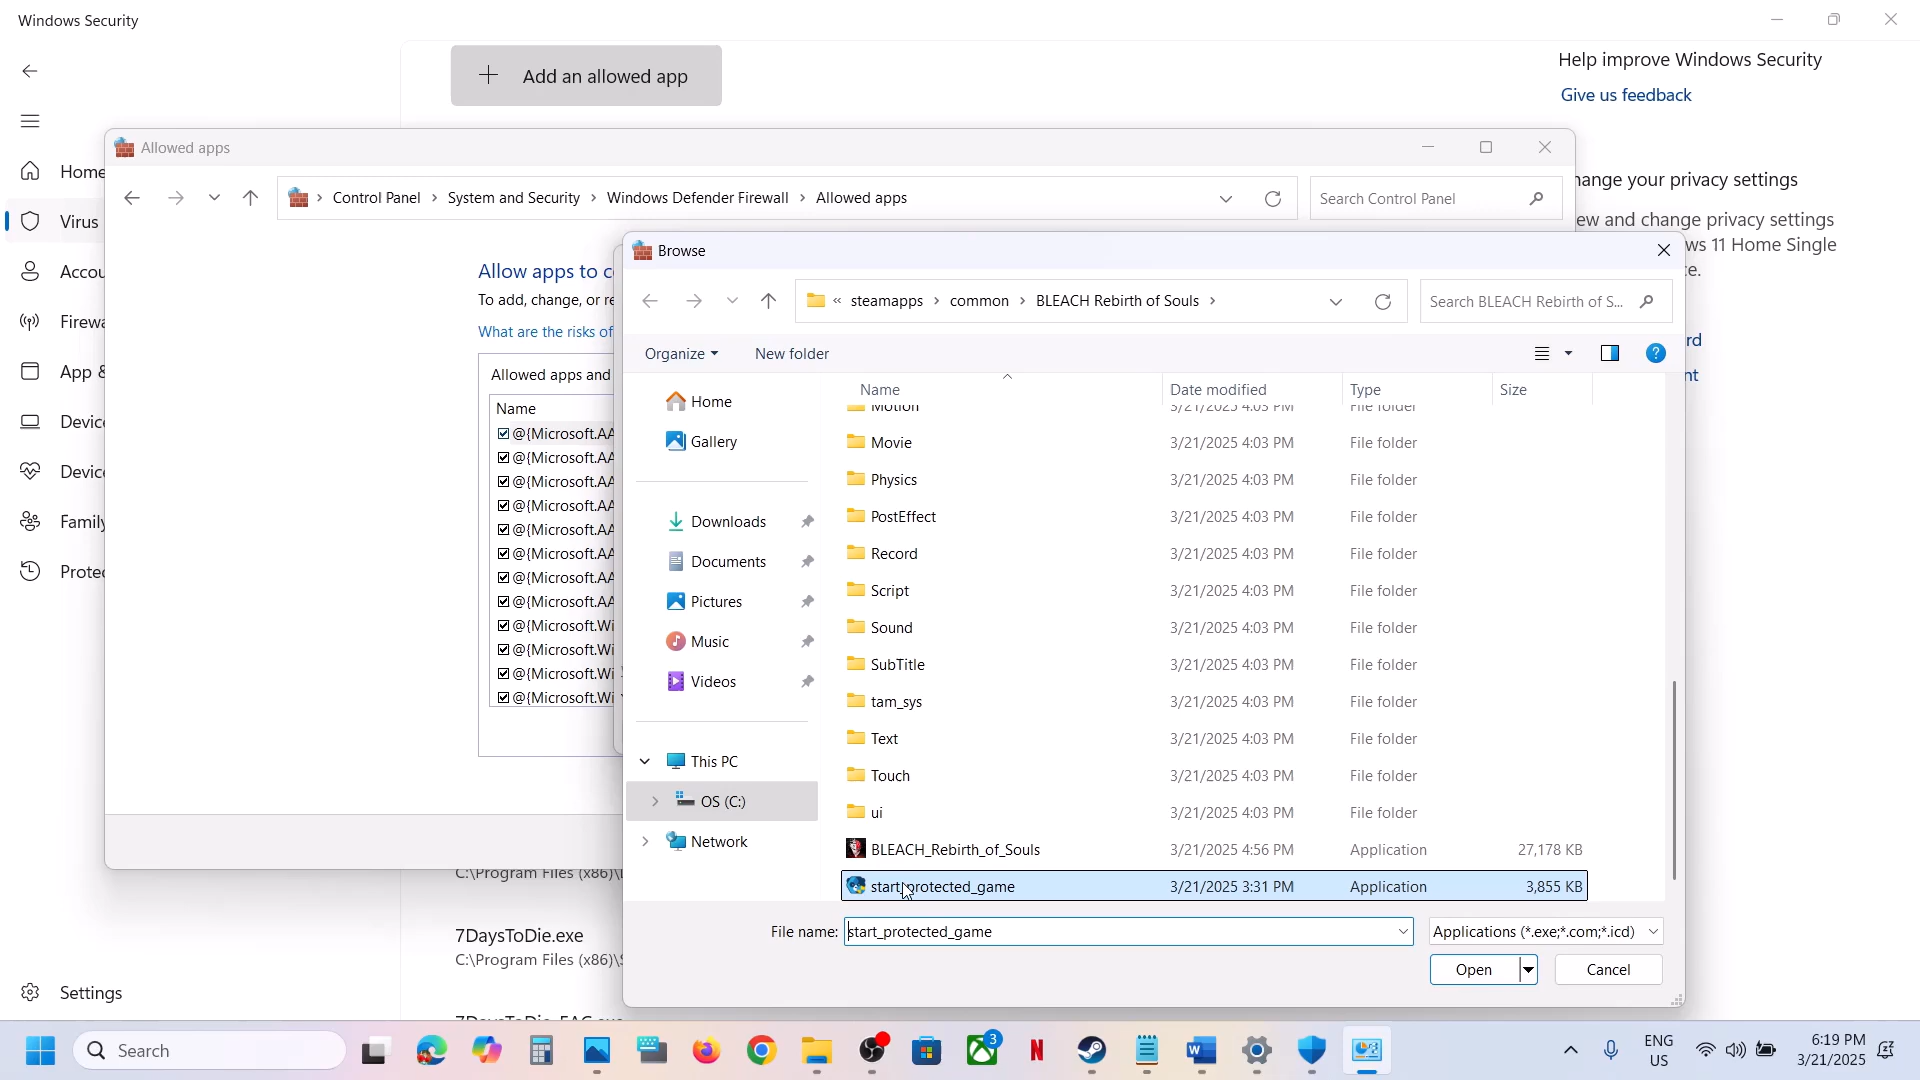 Windows Security
Add an allowed app
Help improve Windows Security
Give us feedback
Home
Allowed apps
Virus
Control Panel > System and Security > Windows Defender Firewall > Allowed apps
Search Control Panel
hange your privacy settings
ew and change privacy settings
ws 11 Home Single
ce.
Accou
Allow apps to c
To add, change, or re
What are the risks of
Firewa
Allowed apps and
App &
Name
@{Microsoft.AA
@{Microsoft.AA
@{Microsoft.AA
@{Microsoft.AA
@{Microsoft.AA
@{Microsoft.AA
@{Microsoft.AA
@{Microsoft.AA
@{Microsoft.Wi
@{Microsoft.Wi
@{Microsoft.Wi
@{Microsoft.Wi
Device
Device
Family
Protec
Settings
C:\Program Files (x86)\
7DaysToDie.exe
C:\Program Files (x86)\S
7DaysToDie_EAC.exe
Browse
« steamapps > common > BLEACH Rebirth of Souls >
Search BLEACH Rebirth of S...
Organize
New folder
rd
nt
Home
Gallery
Downloads
Documents
Pictures
Music
Videos
This PC
OS (C:)
Network
Name Date modified Type Size
Motion 3/21/2025 4:03 PM File folder
Movie 3/21/2025 4:03 PM File folder
Physics 3/21/2025 4:03 PM File folder
PostEffect 3/21/2025 4:03 PM File folder
Record 3/21/2025 4:03 PM File folder
Script 3/21/2025 4:03 PM File folder
Sound 3/21/2025 4:03 PM File folder
SubTitle 3/21/2025 4:03 PM File folder
tam_sys 3/21/2025 4:03 PM File folder
Text 3/21/2025 4:03 PM File folder
Touch 3/21/2025 4:03 PM File folder
ui 3/21/2025 4:03 PM File folder
BLEACH_Rebirth_of_Souls 3/21/2025 4:56 PM Application 27,178 KB
start_protected_game 3/21/2025 3:31 PM Application 3,855 KB
File name: start_protected_game
Applications (*.exe;*.com;*.icd)
Open
Cancel
Search
3
ENG
US
6:19 PM
3/21/2025